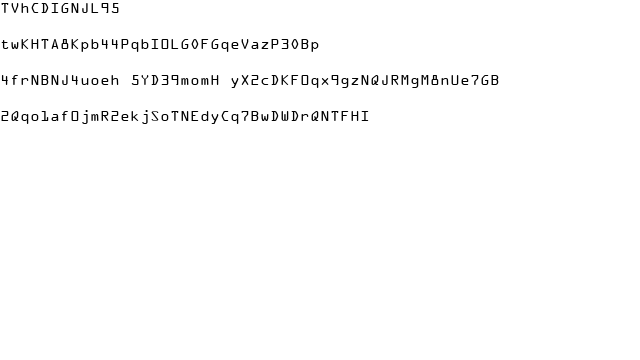 TVhCDIGNJL95
twKHTA8Kpb44PqbIOLG0FGqeVazP30Bp
4frNBNJ4uoeh 5YD39momH yX2cDKFOqx9gzNQJRMgM8nUe7GB
2Qqo1afOjmR2ekjSoTNEdyCq7BwDWDrQNTFHI